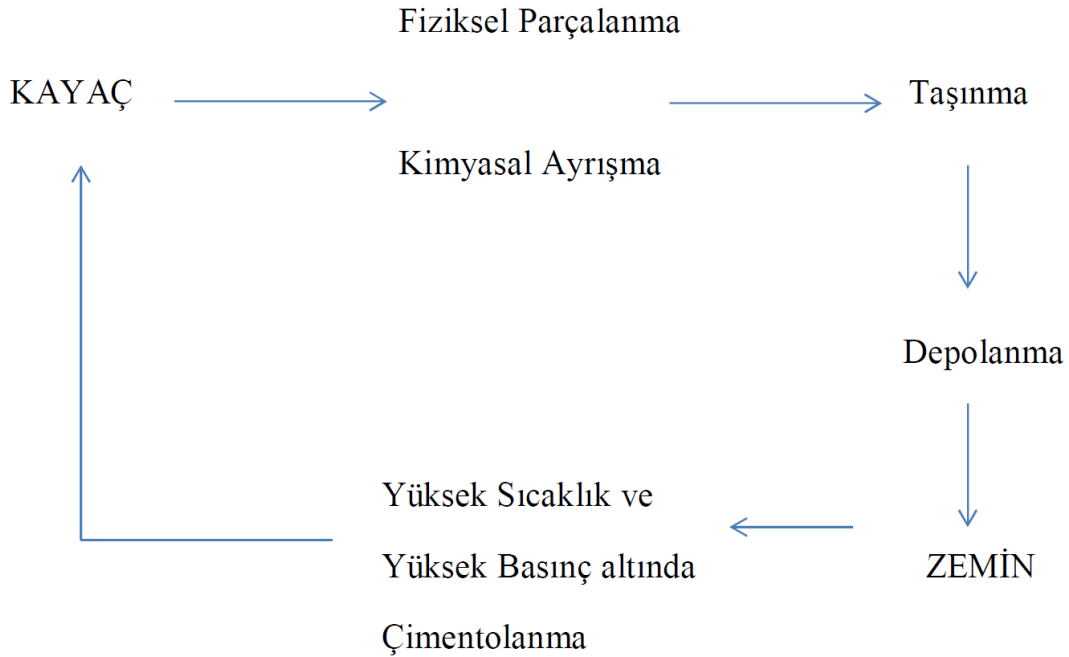 Fiziksel Parçalanma
KAYAÇ
Taşınma
Kimyasal Ayrışma
Depolanma
Yüksek Sıcaklık ve
Yüksek Basınç altında
Çimentolanma
ZEMİN